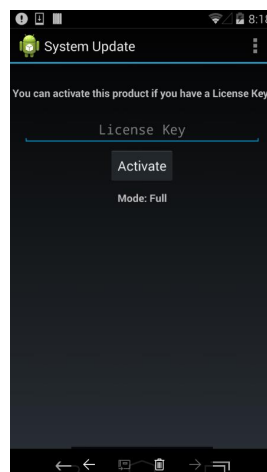 8:18
System Update
You can activate this product if you have a License Key
License Key
Activate
Mode: Full